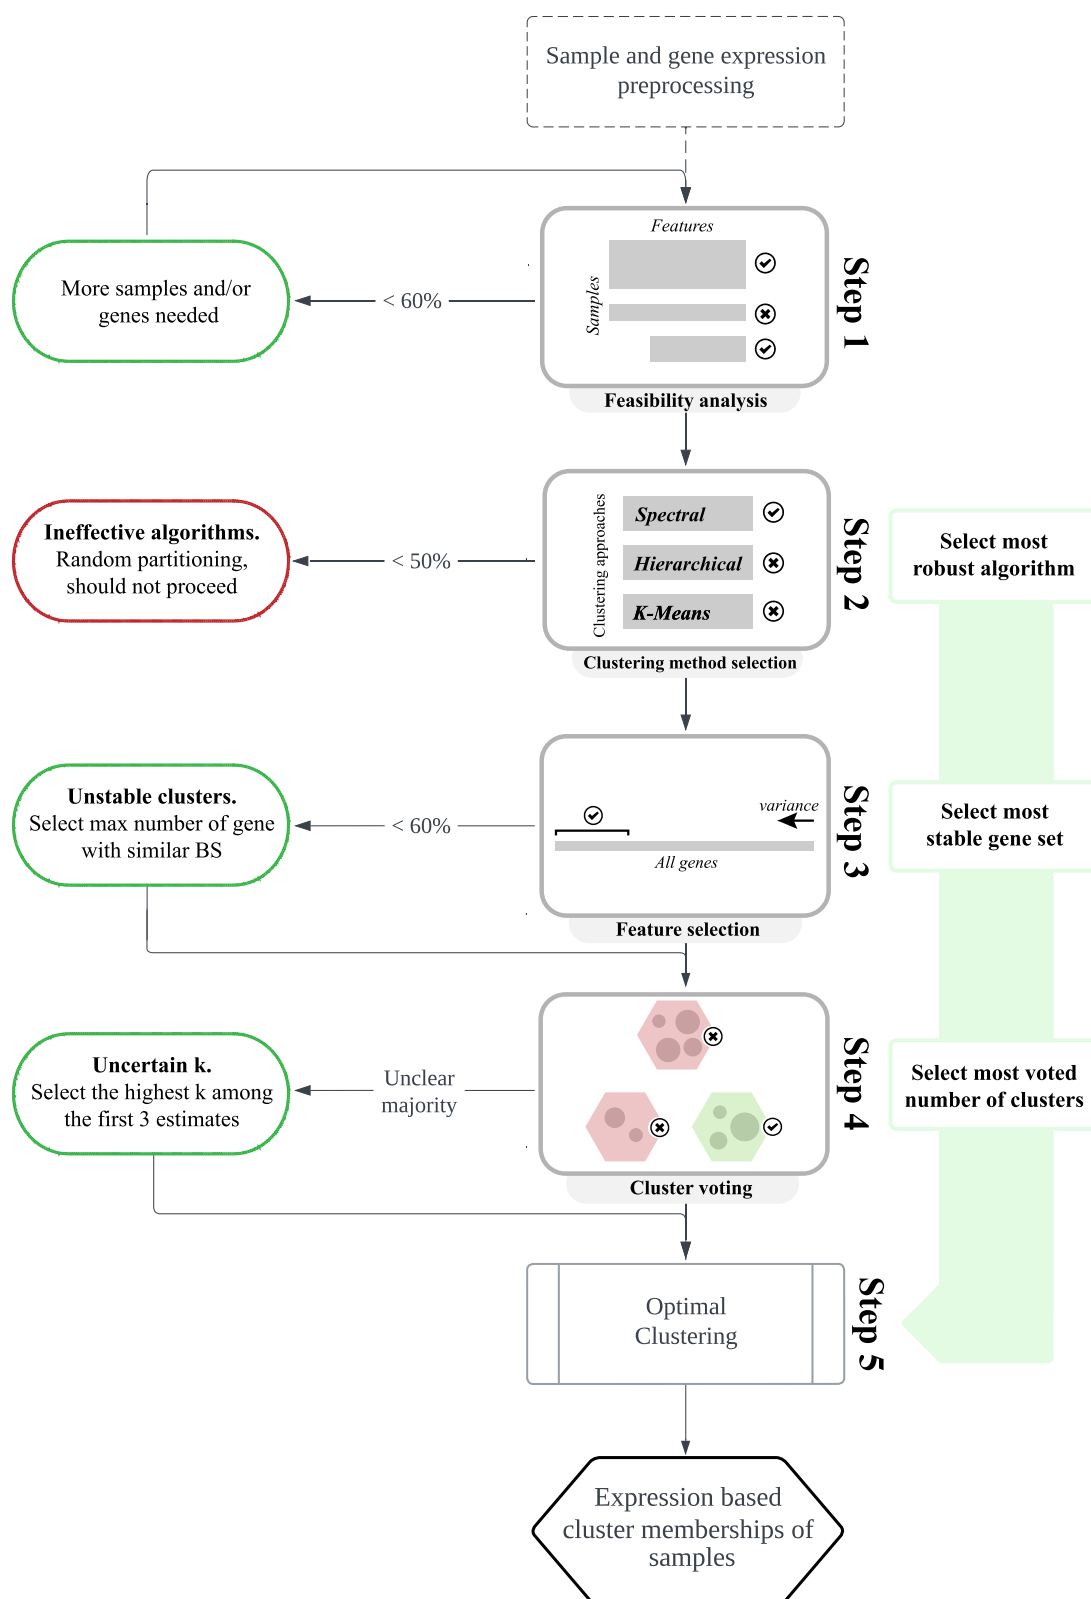 Sample and gene expression
preprocessing
Features
Samples
Step 1
Feasibility analysis
< 60%
More samples and/or
genes needed
Clustering approaches
Spectral
Hierarchical
K-Means
Step 2
Clustering method selection
< 50%
Ineffective algorithms.
Random partitioning,
should not proceed
Select most
robust algorithm
variance
All genes
Step 3
Feature selection
< 60%
Unstable clusters.
Select max number of gene
with similar BS
Select most
stable gene set
Step 4
Cluster voting
Unclear
majority
Uncertain k.
Select the highest k among
the first 3 estimates
Select most voted
number of clusters
Optimal
Clustering
Step 5
Expression based
cluster memberships of
samples